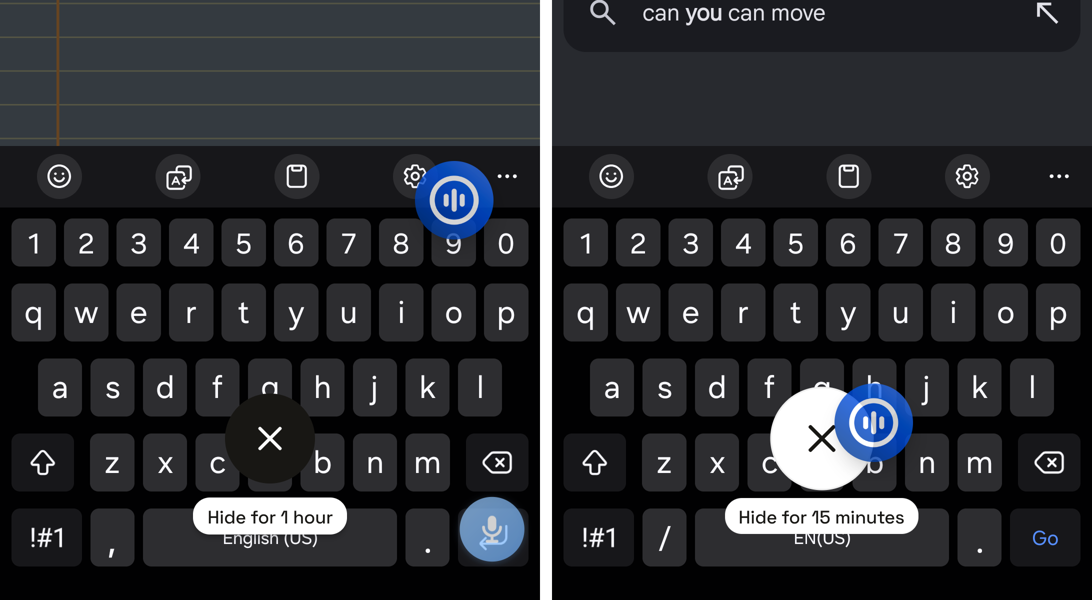 1 2 3 4 5 6 7 8 9 0
q w e r t y u i o p
a s d f g h j k l
z x c b n m
Hide for 1 hour
!#1 , English (US) .
can you can move
1 2 3 4 5 6 7 8 9 0
q w e r t y u i o p
a s d f g h j k l
z x c b n m
Hide for 15 minutes
!#1 / EN(US) . Go